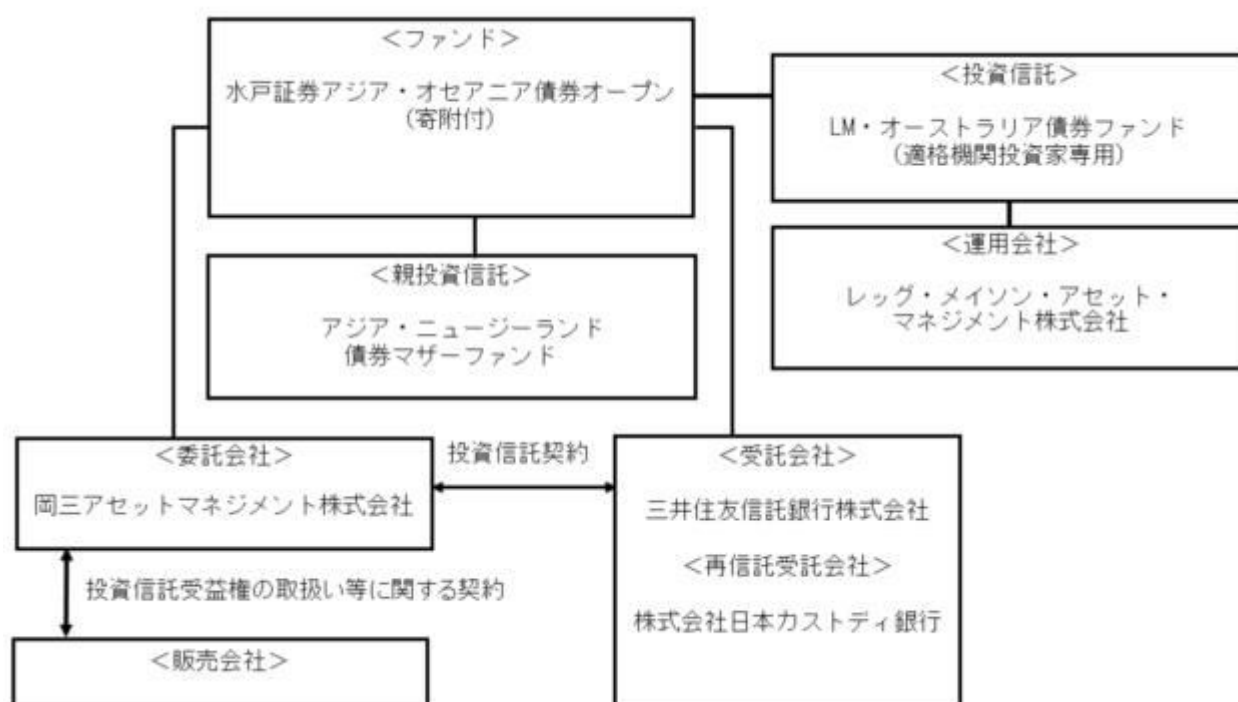 ＜ファンド＞
水戸証券アジア・オセアニア債券オープン
（寄附付）
＜投資信託＞
LM・オーストラリア債券ファンド
（適格機関投資家専用）
＜運用会社＞
レッグ・メイソン・アセット・
マネジメント株式会社
＜親投資信託＞
アジア・ニュージーランド
債券マザーファンド
＜委託会社＞
岡三アセットマネジメント株式会社
投資信託契約
＜受託会社＞
三井住友信託銀行株式会社
＜再信託受託会社＞
株式会社日本カストディ銀行
投資信託受益権の取扱い等に関する契約
＜販売会社＞